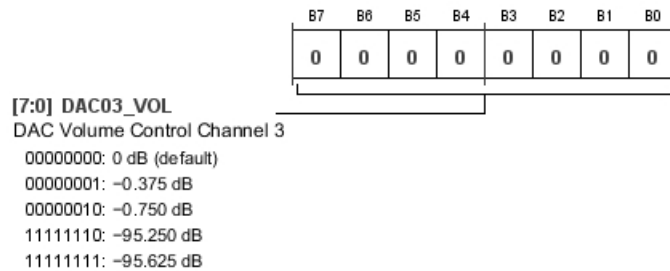 B7 B6 B5 B4 B3 B2 B1 B0
0 0 0 0 0 0 0 0
[7:0] DAC03_VOL
DAC Volume Control Channel 3
00000000: 0 dB (default)
00000001: −0.375 dB
00000010: −0.750 dB
11111110: −95.250 dB
11111111: −95.625 dB